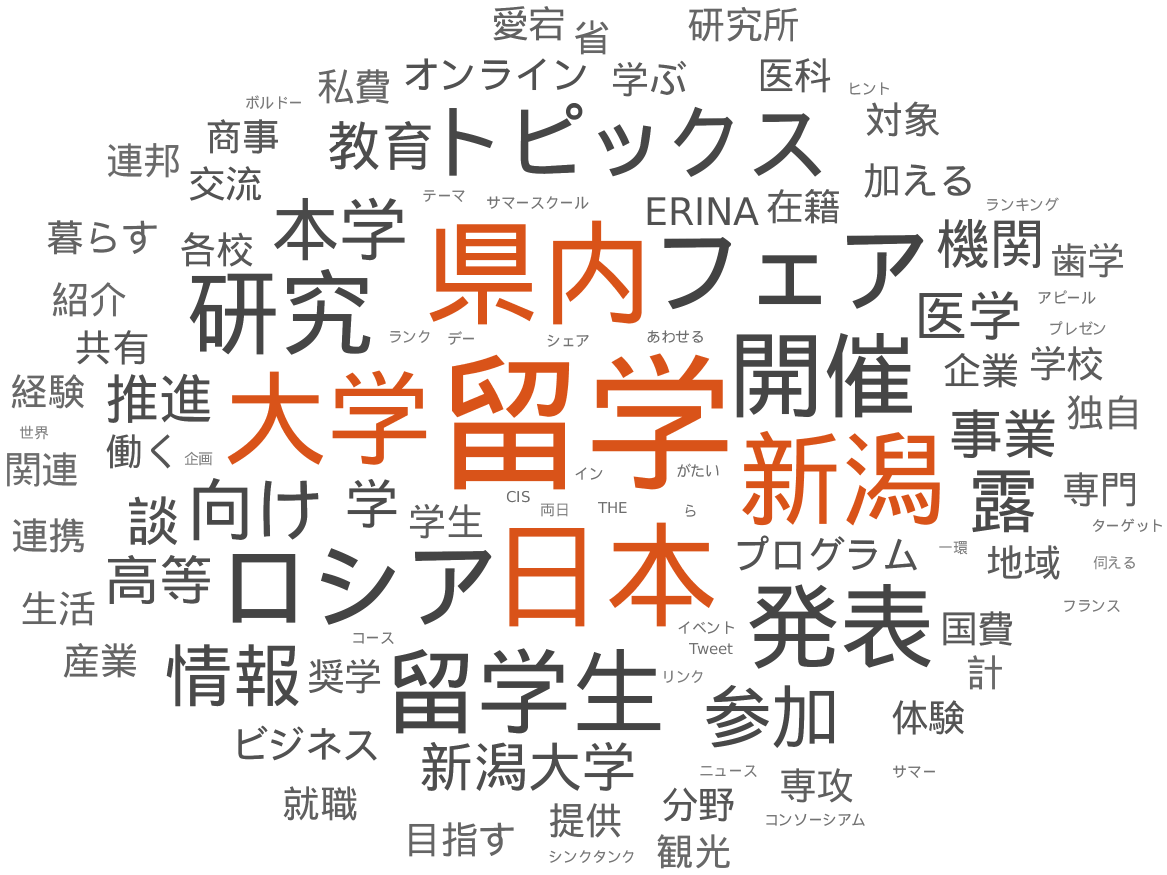 愛宕
省
研究所
私費
オンライン
学ぶ
医科
ヒント
ボルドー
商事
教育
トピックス
対象
連邦
交流
テーマ
サマースクール
ERINA
在籍
加える
ランキング
暮らす
各校
本学
県内
フェア
機関
歯学
紹介
研究
医学
アピール
プレゼン
共有
ランク
デー
シェア
あわせる
開催
企業
学校
経験
推進
大学
留学
新潟
事業
独自
世界
働く
企画
関連
イン
がたい
専門
談
向け
学
学生
CIS
両日
THE
ら
露
ターゲット
連携
高等
ロシア
日本
プログラム
一環
地域
伺える
生活
フランス
コース
イベント
Tweet
発表
国費
産業
情報
奨学
留学生
リンク
計
参加
体験
ビジネス
新潟大学
ニュース
専攻
サマー
就職
提供
分野
コンソーシアム
目指す
シンクタンク
観光